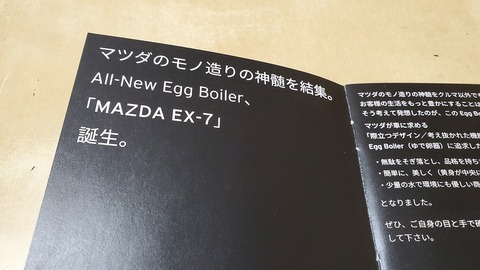 マツダのモノ造りの神髄を結集。
All-New Egg Boiler、
「MAZDA EX-7」
誕生。
マツダのモノ造りの神髄をクルマ以外で
お客様の生活をもっと豊かにすることは
そう考えて発想したのが、この Egg Bo
マツダが車に求める
「際立つデザイン／考え抜かれた機
Egg Boiler（ゆで卵器）に追求した
・無駄をそぎ落とし、品格を持ち
・簡単に、美しく（黄身が中央に
・少量の水で環境にも優しい商
となりました。
ぜひ、ご自身の目と手で確
して下さい。